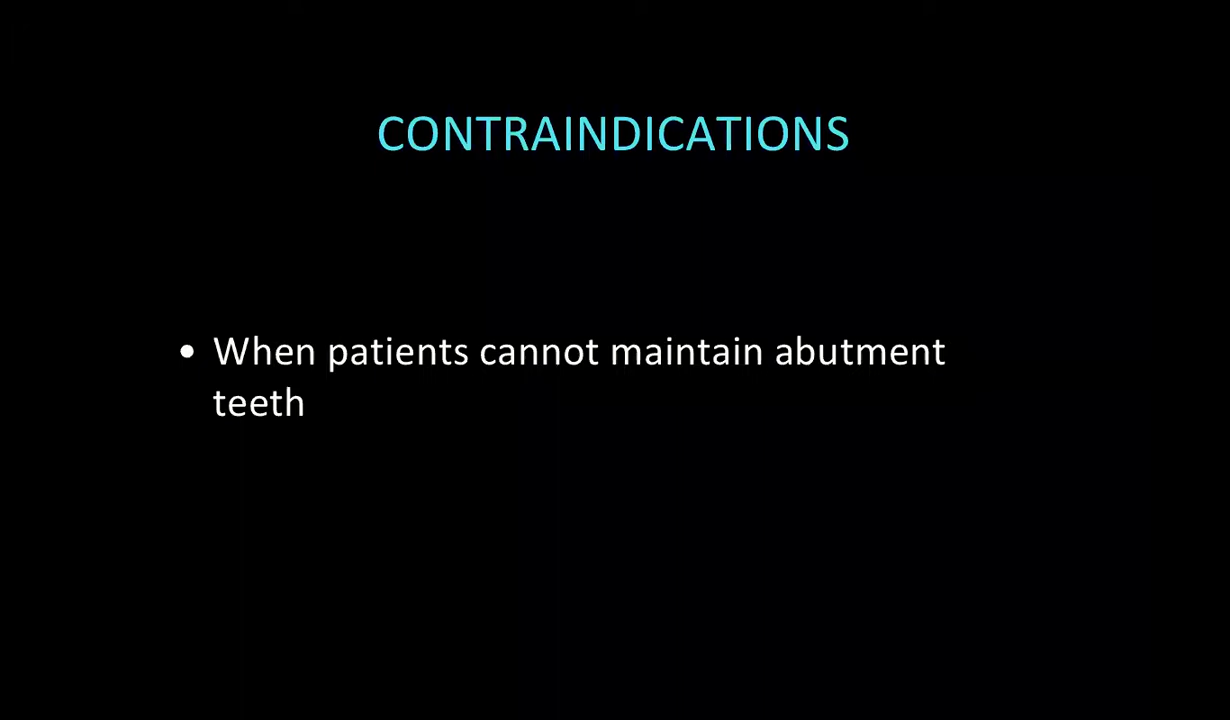 CONTRAINDICATIONS
• When patients cannot maintain abutment
teeth